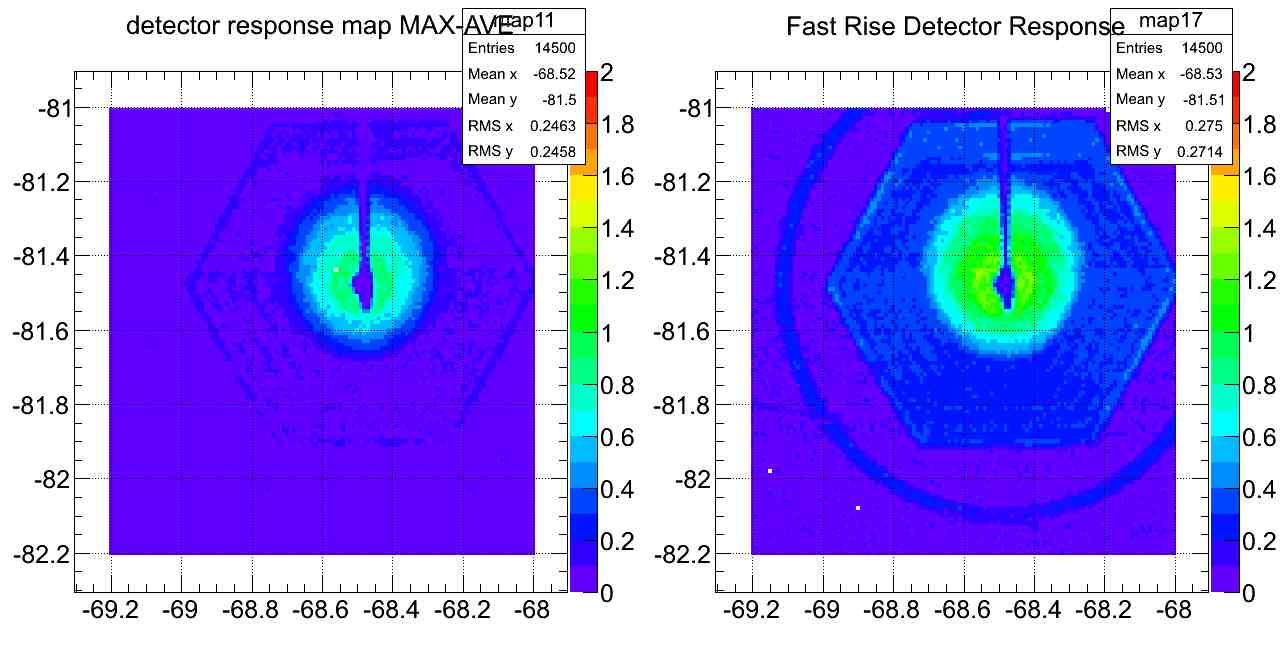 detector response map MAX-AVE
map11
Entries 14500
Mean x -68.52
Mean y -81.5
RMS x 0.2463
RMS y 0.2458
-81
-81.2
-81.4
-81.6
-81.8
-82
-82.2
-69.2 -69 -68.8 -68.6 -68.4 -68.2 -68
2
1.8
1.6
1.4
1.2
1
0.8
0.6
0.4
0.2
0
Fast Rise Detector Response
map17
Entries 14500
Mean x -68.53
Mean y -81.51
RMS x 0.275
RMS y 0.2714
-81
-81.2
-81.4
-81.6
-81.8
-82
-82.2
-69.2 -69 -68.8 -68.6 -68.4 -68.2 -68
2
1.8
1.6
1.4
1.2
1
0.8
0.6
0.4
0.2
0